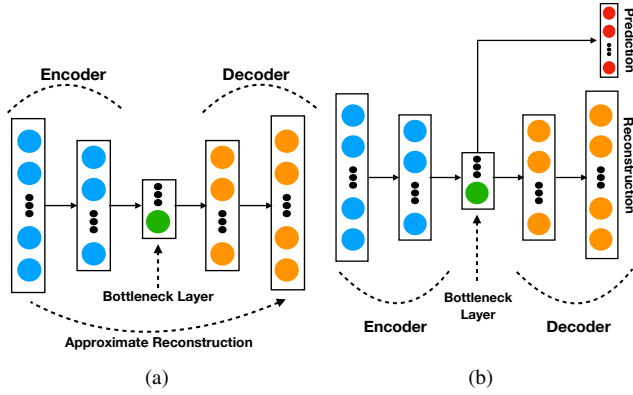 Encoder
Decoder
Bottleneck Layer
Approximate Reconstruction
(a)
Prediction
Reconstruction
Bottleneck
Layer
Encoder
Decoder
(b)